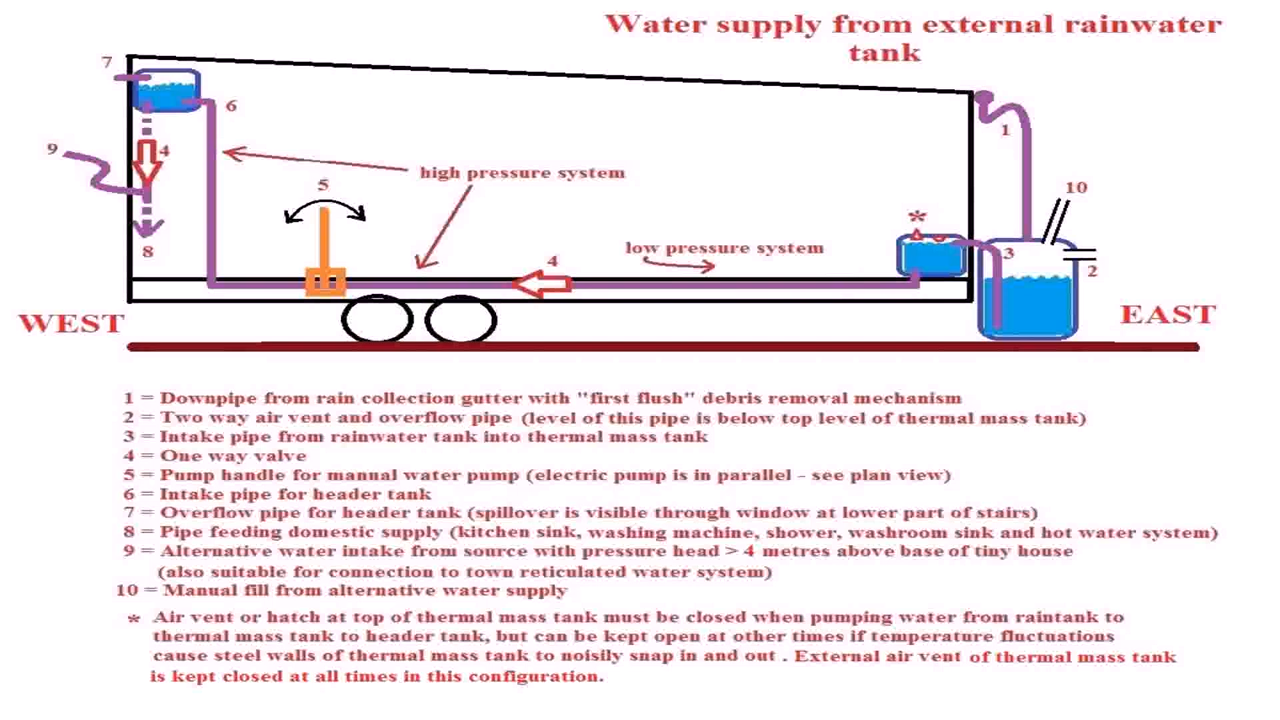 Water supply from external rainwater
tank
7
6
1
9
4
high pressure system
5
10
*
8
low pressure system
4
3
2
WEST
EAST
1 = Downpipe from rain collection gutter with "first flush" debris removal mechanism
2 = Two way air vent and overflow pipe (level of this pipe is below top level of thermal mass tank)
3 = Intake pipe from rainwater tank into thermal mass tank
4 = One way valve
5 = Pump handle for manual water pump (electric pump is in parallel - see plan view)
6 = Intake pipe for header tank
7 = Overflow pipe for header tank (spillover is visible through window at lower part of stairs)
8 = Pipe feeding domestic supply (kitchen sink, washing machine, shower, washroom sink and hot water system)
9 = Alternative water intake from source with pressure head > 4 metres above base of tiny house
(also suitable for connection to town reticulated water system)
10 = Manual fill from alternative water supply
* Air vent or hatch at top of thermal mass tank must be closed when pumping water from raintank to
thermal mass tank to header tank, but can be kept open at other times if temperature fluctuations
cause steel walls of thermal mass tank to noisily snap in and out . External air vent of thermal mass tank
is kept closed at all times in this configuration.